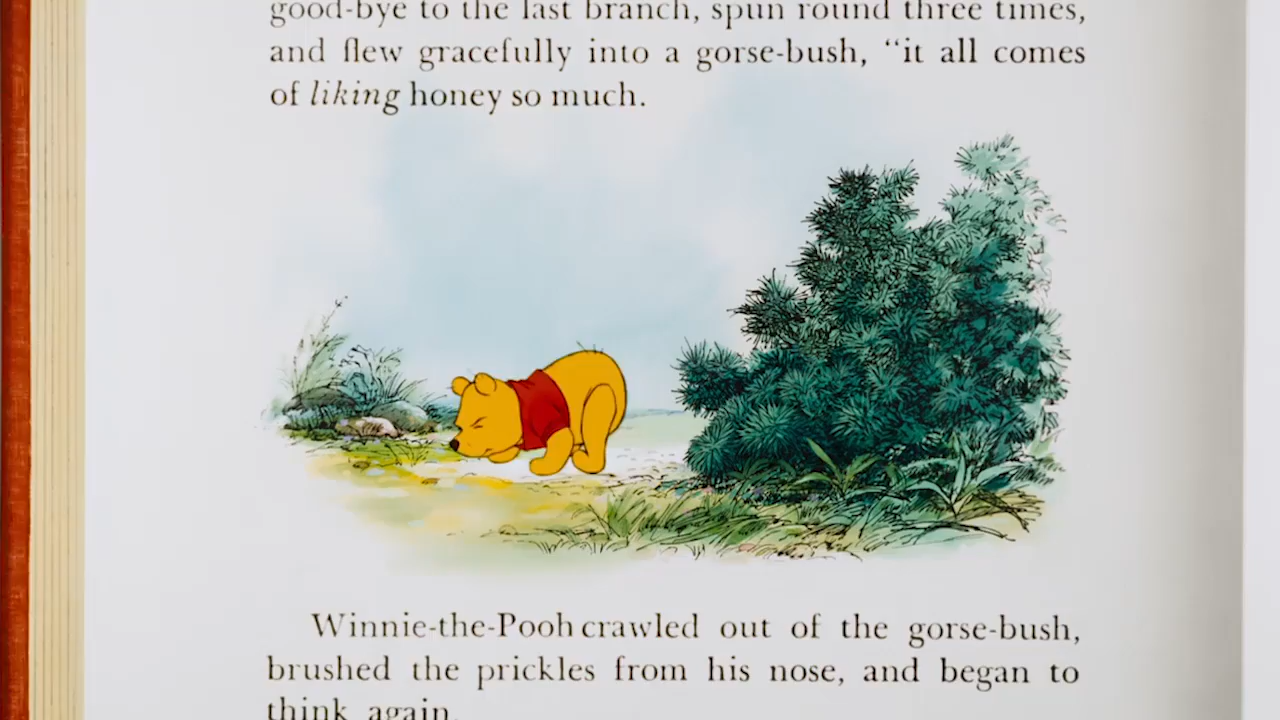 good-bye to the last branch, spun round three times,
and flew gracefully into a gorse-bush, “it all comes
of liking honey so much.
Winnie-the-Pooh crawled out of the gorse-bush,
brushed the prickles from his nose, and began to
think again.